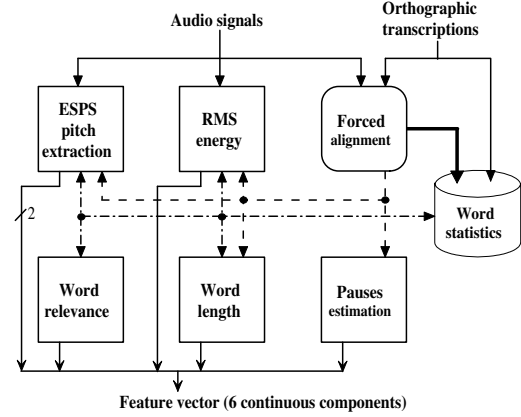 Audio signals
Orthographic
transcriptions
ESPS
pitch
extraction
RMS
energy
Forced
alignment
2
Word
statistics
Word
relevance
Word
length
Pauses
estimation
Feature vector (6 continuous components)